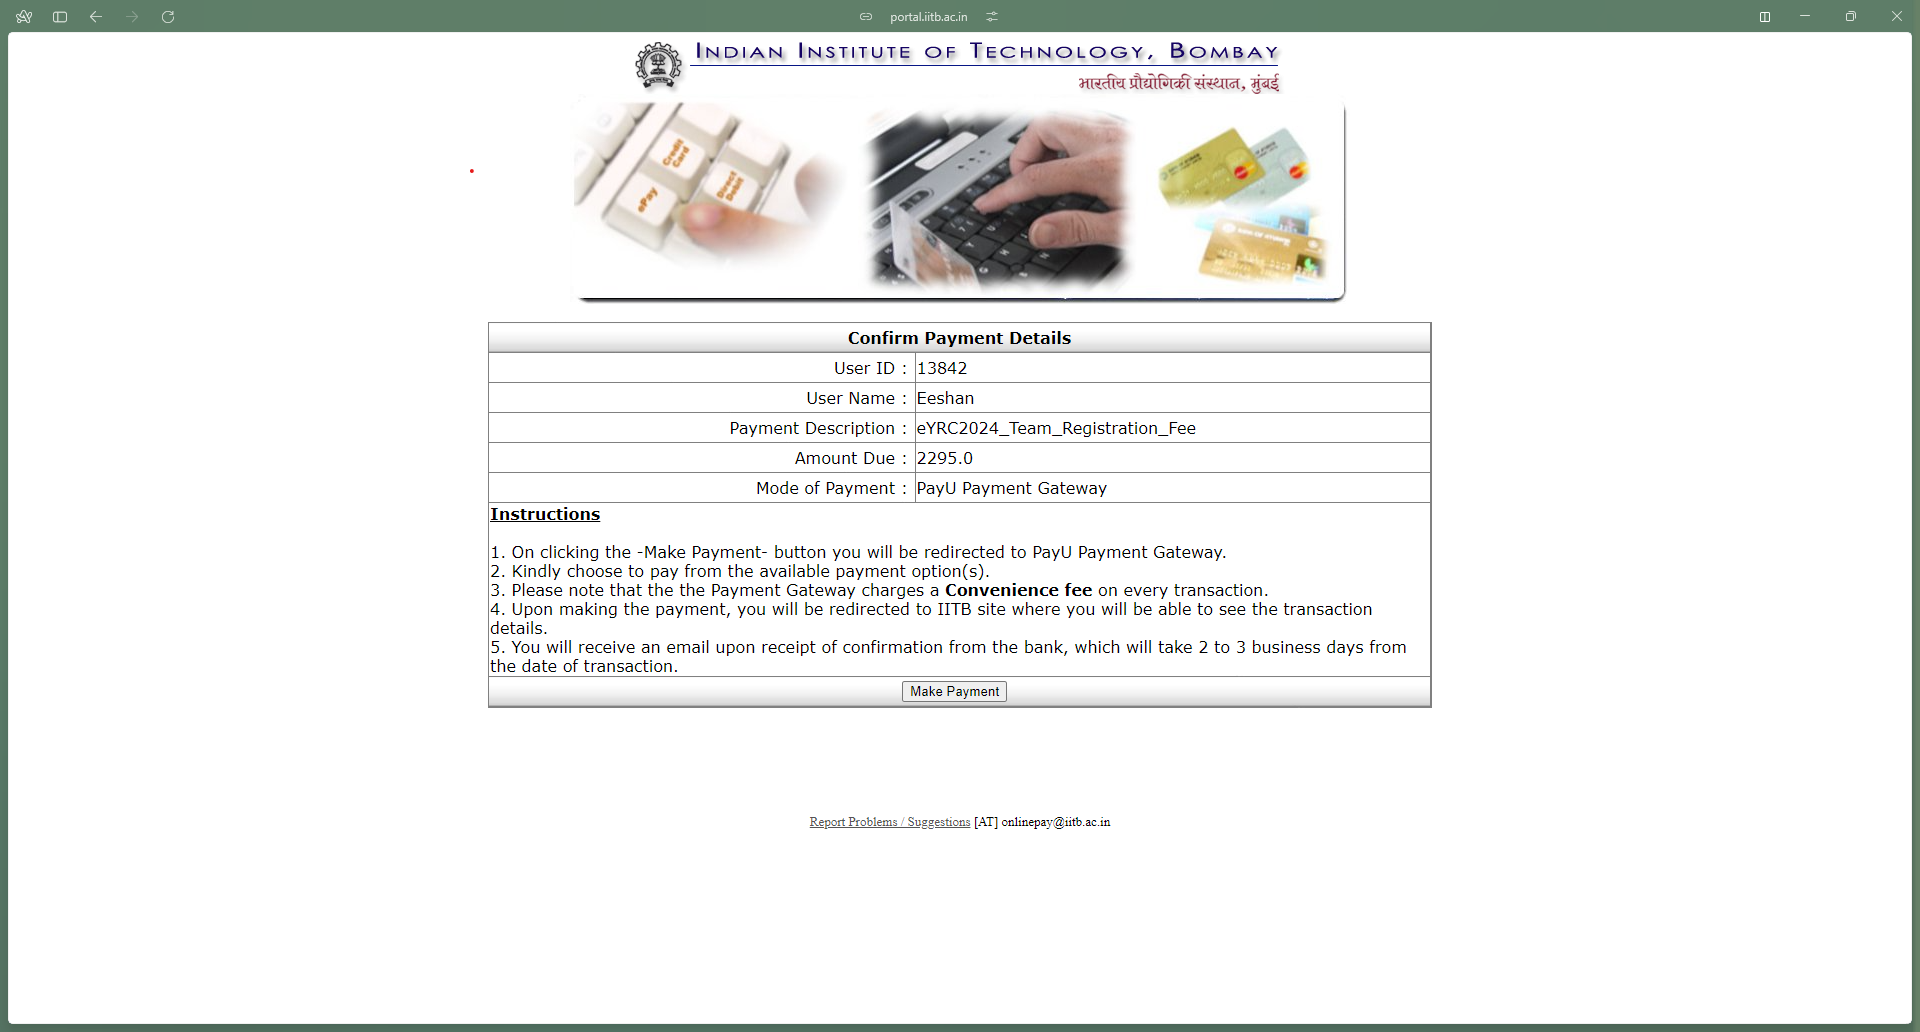 portal.iitb.ac.in
INDIAN INSTITUTE OF TECHNOLOGY, BOMBAY
भारतीय प्रौद्योगिकी संस्थान, मुंबई
Credit
Card
ePay
Direct
Debit
Confirm Payment Details
User ID : 13842
User Name : Eeshan
Payment Description : eYRC2024_Team_Registration_Fee
Amount Due : 2295.0
Mode of Payment : PayU Payment Gateway
Instructions
1. On clicking the -Make Payment- button you will be redirected to PayU Payment Gateway.
2. Kindly choose to pay from the available payment option(s).
3. Please note that the the Payment Gateway charges a Convenience fee on every transaction.
4. Upon making the payment, you will be redirected to IITB site where you will be able to see the transaction
details.
5. You will receive an email upon receipt of confirmation from the bank, which will take 2 to 3 business days from
the date of transaction.
Make Payment
Report Problems / Suggestions [AT] onlinepay@iitb.ac.in